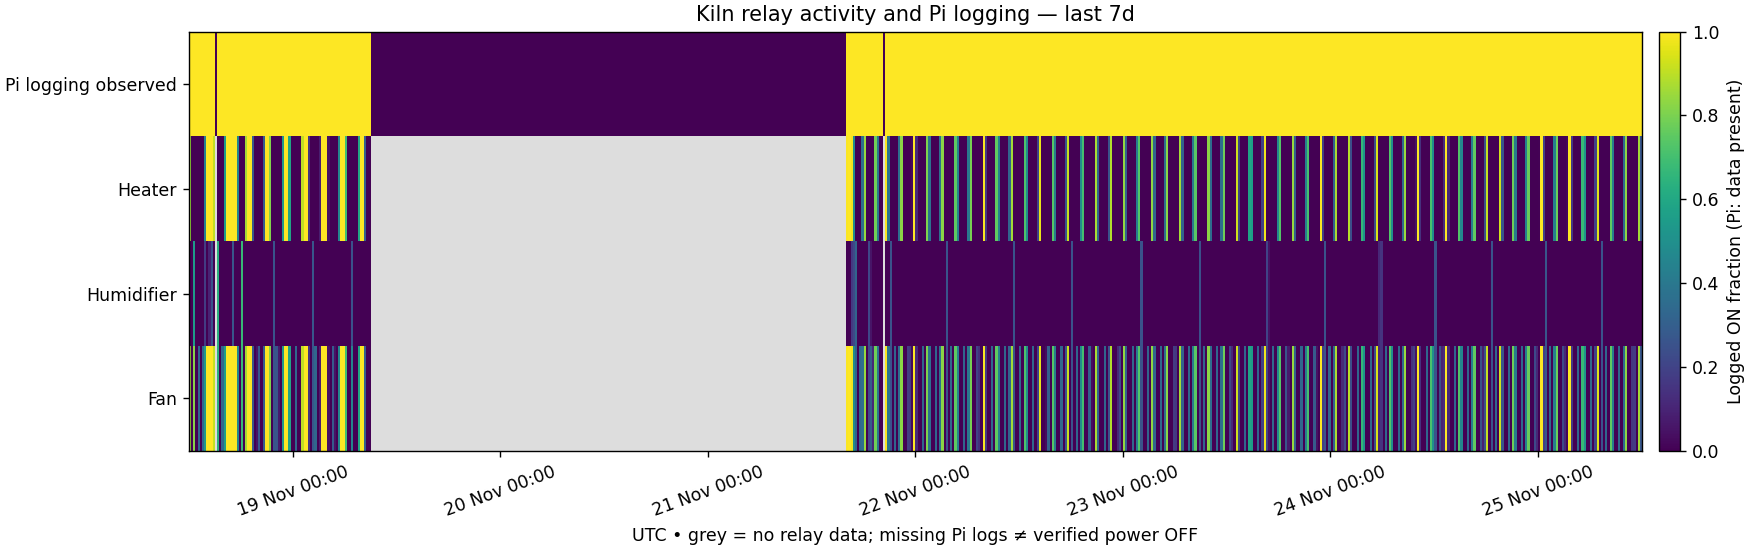 Kiln relay activity and Pi logging — last 7d
Pi logging observed
Heater
Humidifier
Fan
19 Nov 00:00
20 Nov 00:00
21 Nov 00:00
22 Nov 00:00
23 Nov 00:00
24 Nov 00:00
25 Nov 00:00
UTC • grey = no relay data; missing Pi logs ≠ verified power OFF
1.0
0.8
0.6
0.4
0.2
0.0
Logged ON fraction (Pi: data present)